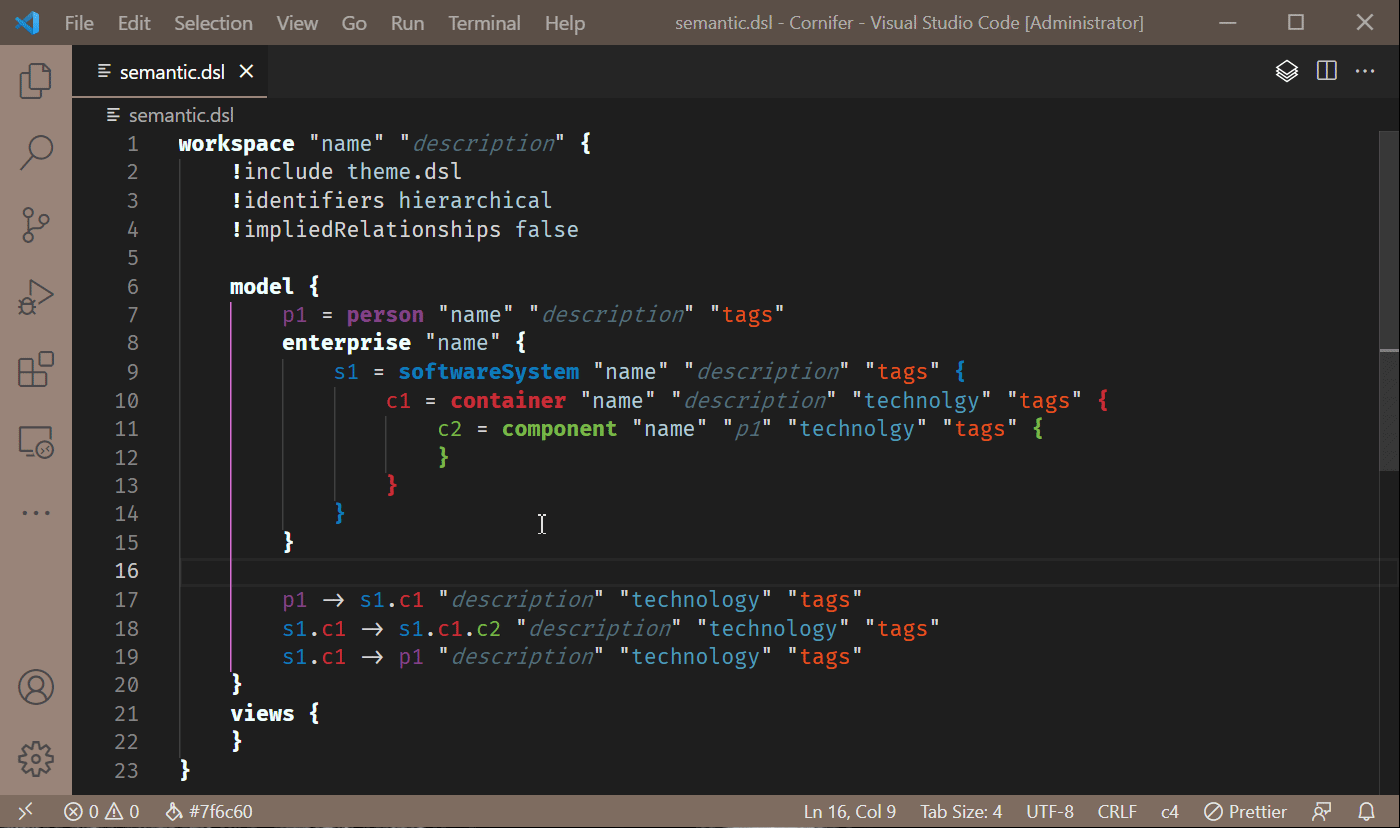 File Edit Selection View Go Run Terminal Help semantic.dsl - Cornifer - Visual Studio Code [Administrator]
semantic.dsl
semantic.dsl
1 workspace "name" "description" {
2 !include theme.dsl
3 !identifiers hierarchical
4 !impliedRelationships false
5
6 model {
7 p1 = person "name" "description" "tags"
8 enterprise "name" {
9 s1 = softwareSystem "name" "description" "tags" {
10 c1 = container "name" "description" "technolgy" "tags" {
11 c2 = component "name" "p1" "technolgy" "tags" {
12 }
13 }
14 }
15 }
16
17 p1 → s1.c1 "description" "technology" "tags"
18 s1.c1 → s1.c1.c2 "description" "technology" "tags"
19 s1.c1 → p1 "description" "technology" "tags"
20 }
21 views {
22 }
23 }
0 0 #7f6c60 Ln 16, Col 9 Tab Size: 4 UTF-8 CRLF c4 Prettier